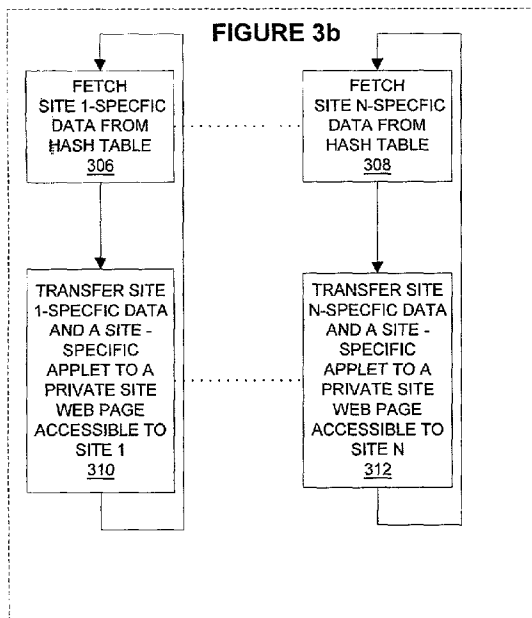 FIGURE 3b
FETCH
SITE 1-SPECFIC
DATA FROM
HASH TABLE
306
FETCH
SITE N-SPECFIC
DATA FROM
HASH TABLE
308
TRANSFER SITE
1-SPECFIC DATA
AND A SITE -
SPECIFIC
APPLET TO A
PRIVATE SITE
WEB PAGE
ACCESSIBLE TO
SITE 1
310
TRANSFER SITE
N-SPECFIC DATA
AND A SITE -
SPECIFIC
APPLET TO A
PRIVATE SITE
WEB PAGE
ACCESSIBLE TO
SITE N
312